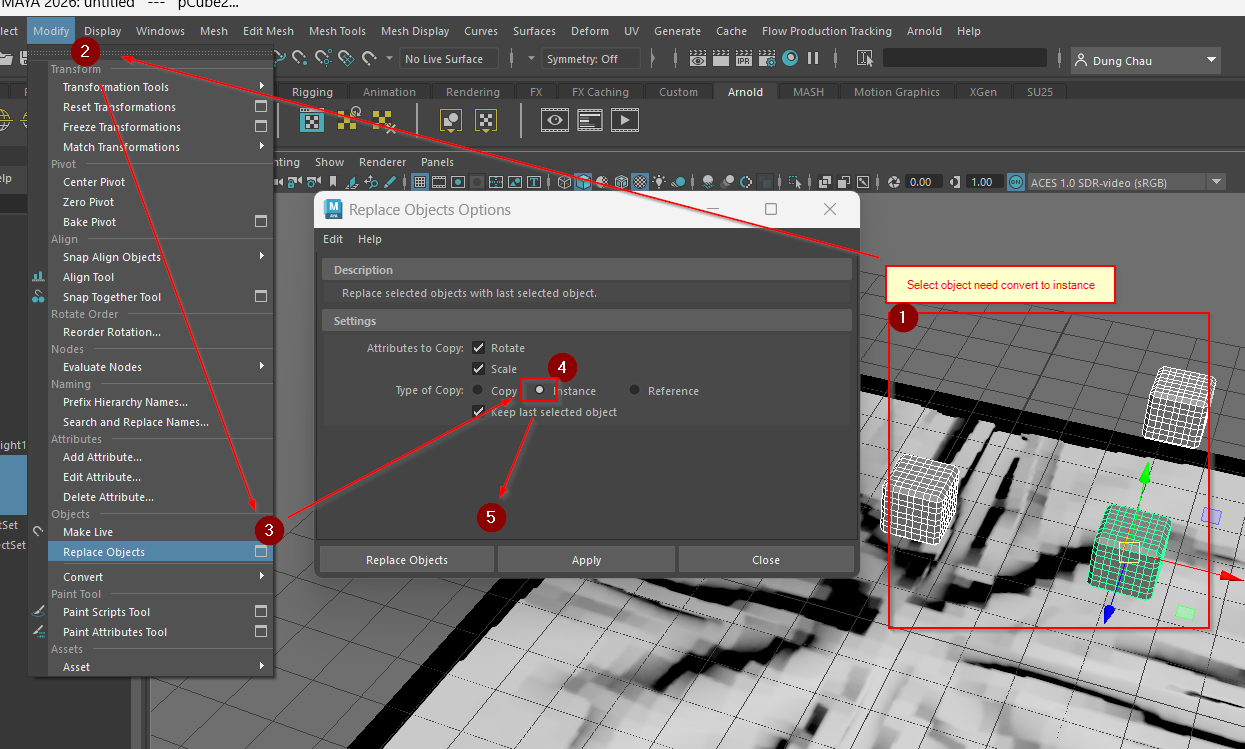 MAYA 2026: untitled --- pCube2...
Modify Display Windows Mesh Edit Mesh Mesh Tools Mesh Display Curves Surfaces Deform UV Generate Cache Flow Production Tracking Arnold Help
2
No Live Surface
Symmetry: Off
IPR
Dung Chau
Transform
Transformation Tools
Reset Transformations
Freeze Transformations
Match Transformations
Pivot
Center Pivot
Zero Pivot
Bake Pivot
Align
Snap Align Objects
Align Tool
Snap Together Tool
Rotate Order
Reorder Rotation...
Nodes
Evaluate Nodes
Naming
Prefix Hierarchy Names...
Search and Replace Names...
Attributes
Add Attribute...
Edit Attribute...
Delete Attribute...
Objects
Make Live
Replace Objects
Convert
Paint Tool
Paint Scripts Tool
Paint Attributes Tool
Assets
Asset
3
Rigging Animation Rendering FX FX Caching Custom Arnold MASH Motion Graphics XGen SU25
Show Renderer Panels
0.00 1.00 ON ACES 1.0 SDR-video (sRGB)
M
Replace Objects Options
Edit Help
Description
Replace selected objects with last selected object.
Settings
Attributes to Copy: Rotate
Scale
4
Type of Copy: Copy Instance Reference
Keep last selected object
5
Replace Objects Apply Close
Select object need convert to instance
1